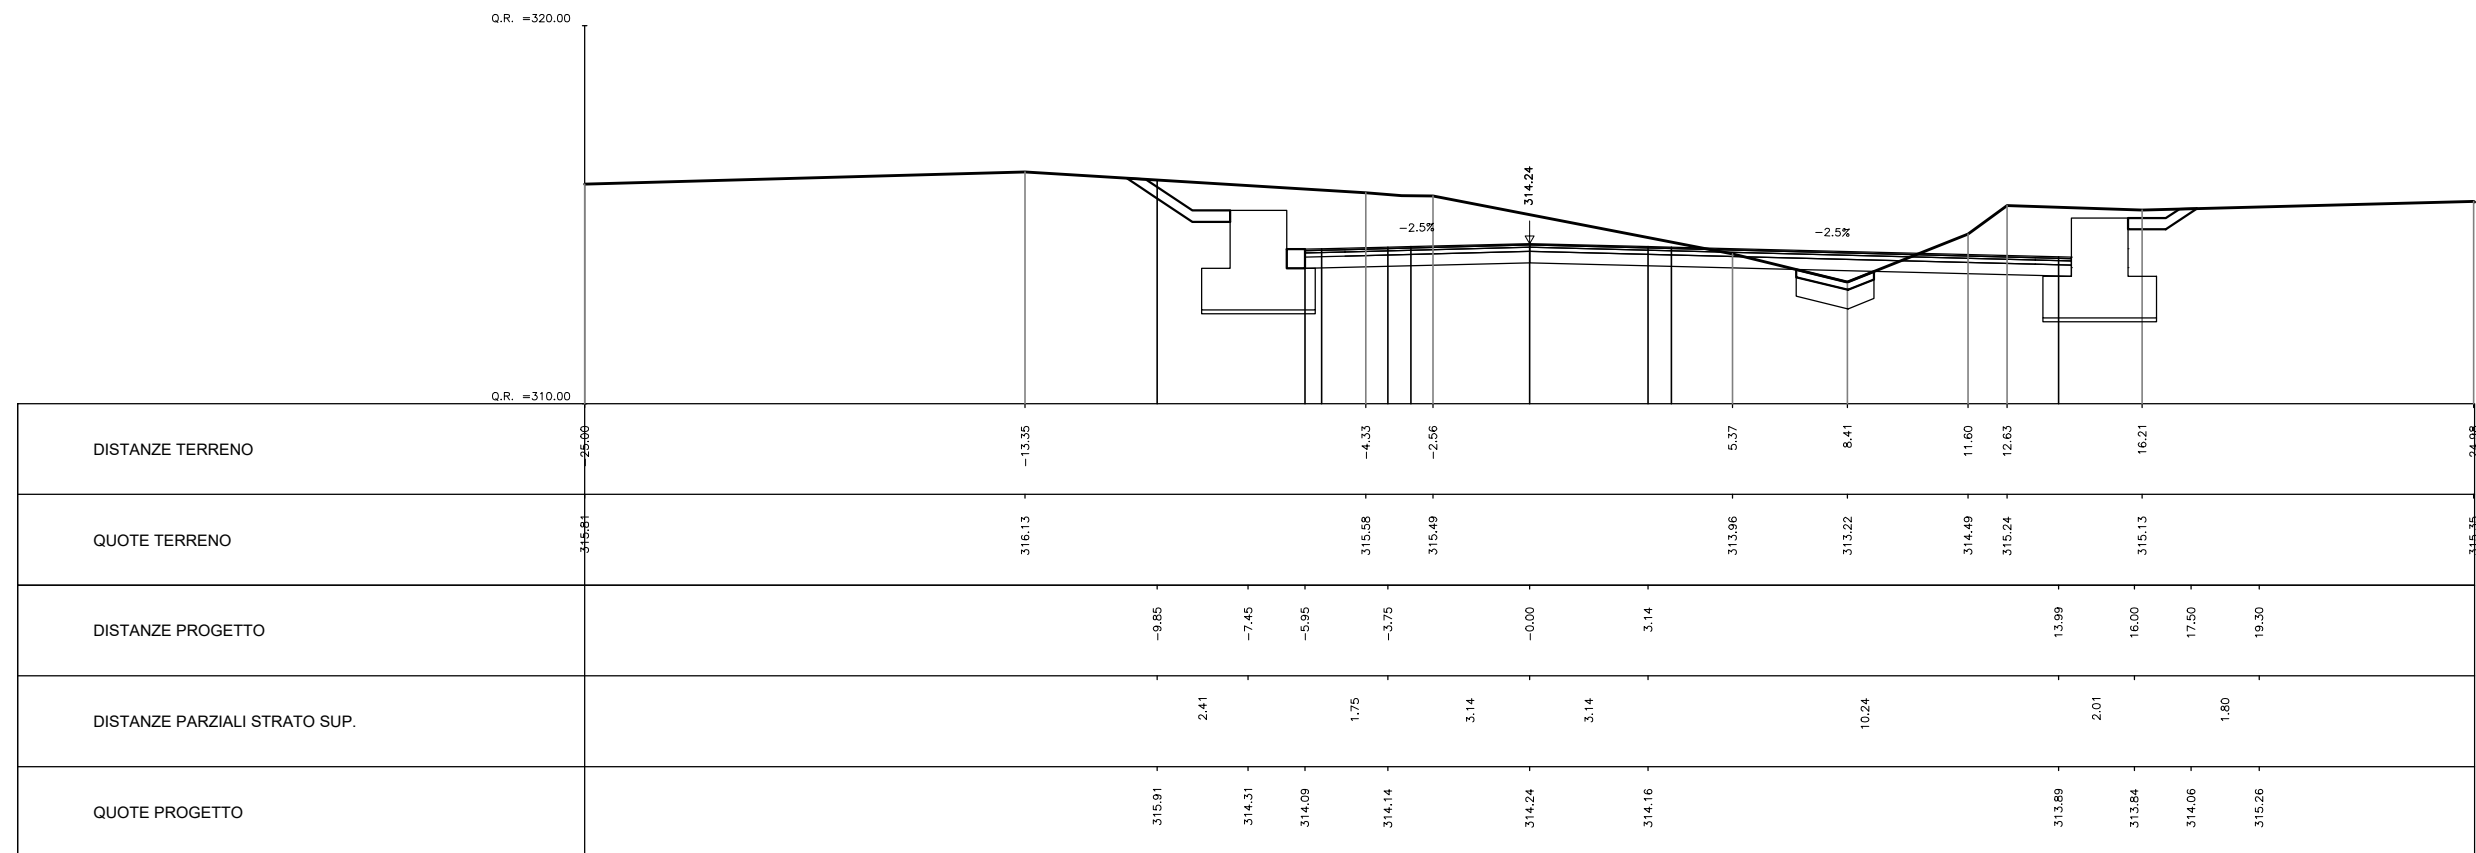 Q.R. =320.00
314.24
-2.5%
-2.5%
Q.R. =310.00
DISTANZE TERRENO
-25.00 -13.35 -4.33 -2.56 5.37 8.41 11.60 12.63 16.21 24.98
QUOTE TERRENO
315.81 316.13 315.58 315.49 313.96 313.22 314.49 315.24 315.13 315.35
DISTANZE PROGETTO
-9.85 -7.45 -5.95 -3.75 -0.00 3.14 13.99 16.00 17.50 19.30
DISTANZE PARZIALI STRATO SUP.
2.41 1.75 3.14 3.14 10.24 2.01 1.80
QUOTE PROGETTO
315.91 314.31 314.09 314.14 314.24 314.16 313.89 313.84 314.06 315.26